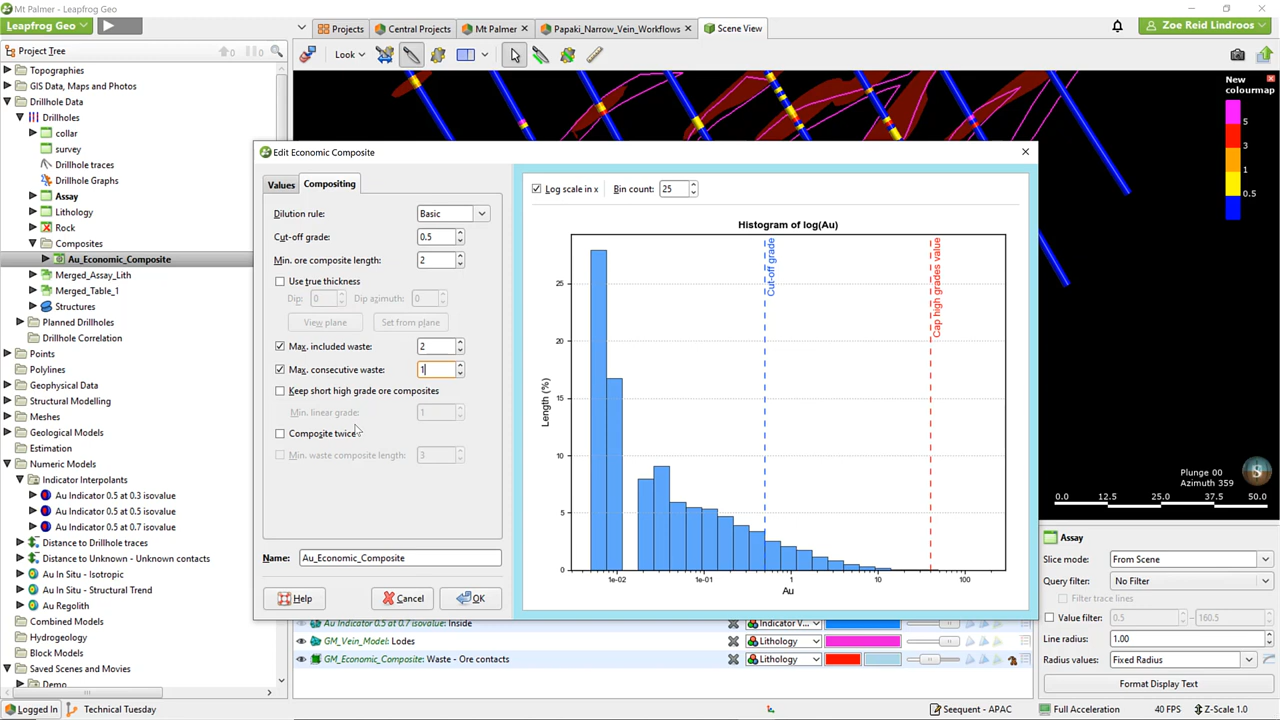 Mt Palmer - Leapfrog Geo
Leapfrog Geo
Projects
Central Projects
Mt Palmer
Papaki_Narrow_Vein_Workflows
Scene View
Zoe Reid Lindroos
Project Tree
0
0
Look
Topographies
GIS Data, Maps and Photos
Drillhole Data
Drillholes
collar
survey
Drillhole traces
Drillhole Graphs
Assay
Lithology
Rock
Composites
Au_Economic_Composite
Merged_Assay_Lith
Merged_Table_1
Structures
Planned Drillholes
Drillhole Correlation
Points
Polylines
Geophysical Data
Structural Modelling
Meshes
Geological Models
Estimation
Numeric Models
Indicator Interpolants
Au Indicator 0.5 at 0.3 isovalue
Au Indicator 0.5 at 0.5 isovalue
Au Indicator 0.5 at 0.7 isovalue
Distance to Drillhole traces
Distance to Unknown - Unknown contacts
Au In Situ - Isotropic
Au In Situ - Structural Trend
Au Regolith
Combined Models
Hydrogeology
Block Models
Saved Scenes and Movies
Demo
Logged In
Technical Tuesday
Edit Economic Composite
Values
Compositing
Dilution rule: Basic
Cut-off grade: 0.5
Min. ore composite length: 2
Use true thickness
Dip: 0 Dip azimuth: 0
View plane Set from plane
Max. included waste: 2
Max. consecutive waste: 1
Keep short high grade ore composites
Min. linear grade: 1
Composite twice
Min. waste composite length: 3
Name: Au_Economic_Composite
Help Cancel OK
Log scale in x Bin count: 25
Histogram of log(Au)
Cut-off grade
Cap high grades value
Length (%)
25
20
15
10
5
0
1e-02 1e-01 1 10 100
Au
New
colourmap
5
3
1
0.5
Plunge 00
Azimuth 359
0.0 12.5 25.0 37.5 50.0
Au Indicator 0.5 at 0.7 isovalue: Inside Indicator V...
GM_Vein_Model: Lodes Lithology
GM_Economic_Composite: Waste - Ore contacts Lithology
Assay
Slice mode: From Scene
Query filter: No Filter
Filter trace lines
Value filter: 0.5 - 160.5
Line radius: 1.00
Radius values: Fixed Radius
Format Display Text
Seequent - APAC
Full Acceleration
40 FPS
Z-Scale 1.0